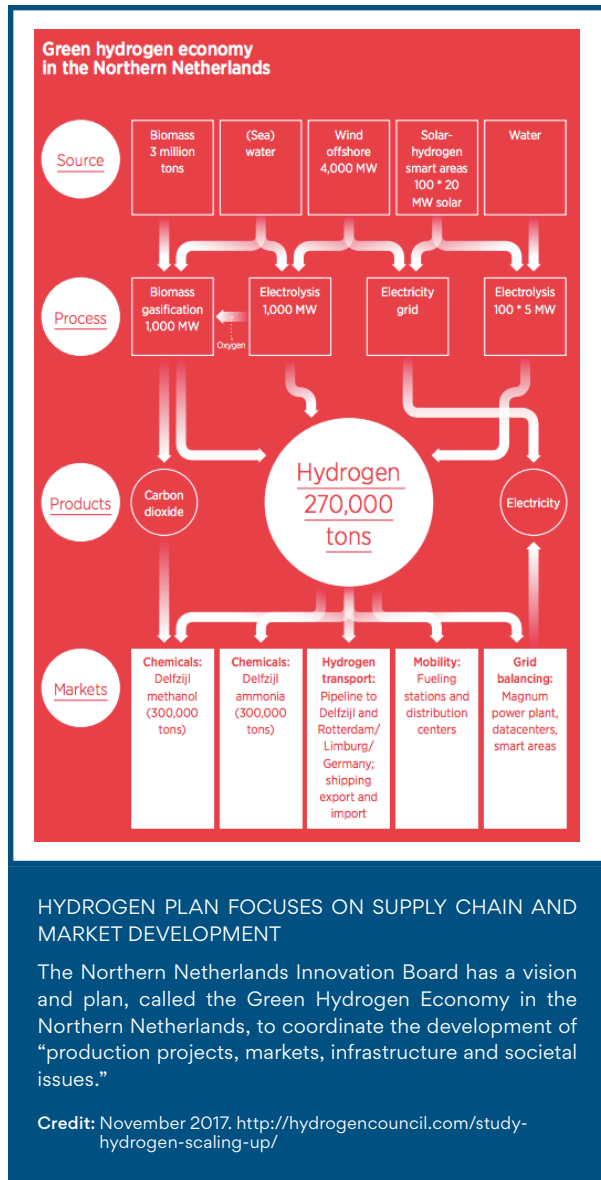 Green hydrogen economy
in the Northern Netherlands
Source
Biomass
3 million
tons
(Sea)
water
Wind
offshore
4,000 MW
Solar-
hydrogen
smart areas
100 * 20
MW solar
Water
Process
Biomass
gasification
1,000 MW
Oxygen
Electrolysis
1,000 MW
Electricity
grid
Electrolysis
100 * 5 MW
Products
Carbon
dioxide
Hydrogen
270,000
tons
Electricity
Markets
Chemicals:
Delfzijl
methanol
(300,000
tons)
Chemicals:
Delfzijl
ammonia
(300,000
tons)
Hydrogen
transport:
Pipeline to
Delfzijl and
Rotterdam/
Limburg/
Germany;
shipping
export and
import
Mobility:
Fueling
stations and
distribution
centers
Grid
balancing:
Magnum
power plant,
datacenters,
smart areas
HYDROGEN PLAN FOCUSES ON SUPPLY CHAIN AND
MARKET DEVELOPMENT
The Northern Netherlands Innovation Board has a vision
and plan, called the Green Hydrogen Economy in the
Northern Netherlands, to coordinate the development of
“production projects, markets, infrastructure and societal
issues.”
Credit: November 2017. http://hydrogencouncil.com/study-
hydrogen-scaling-up/